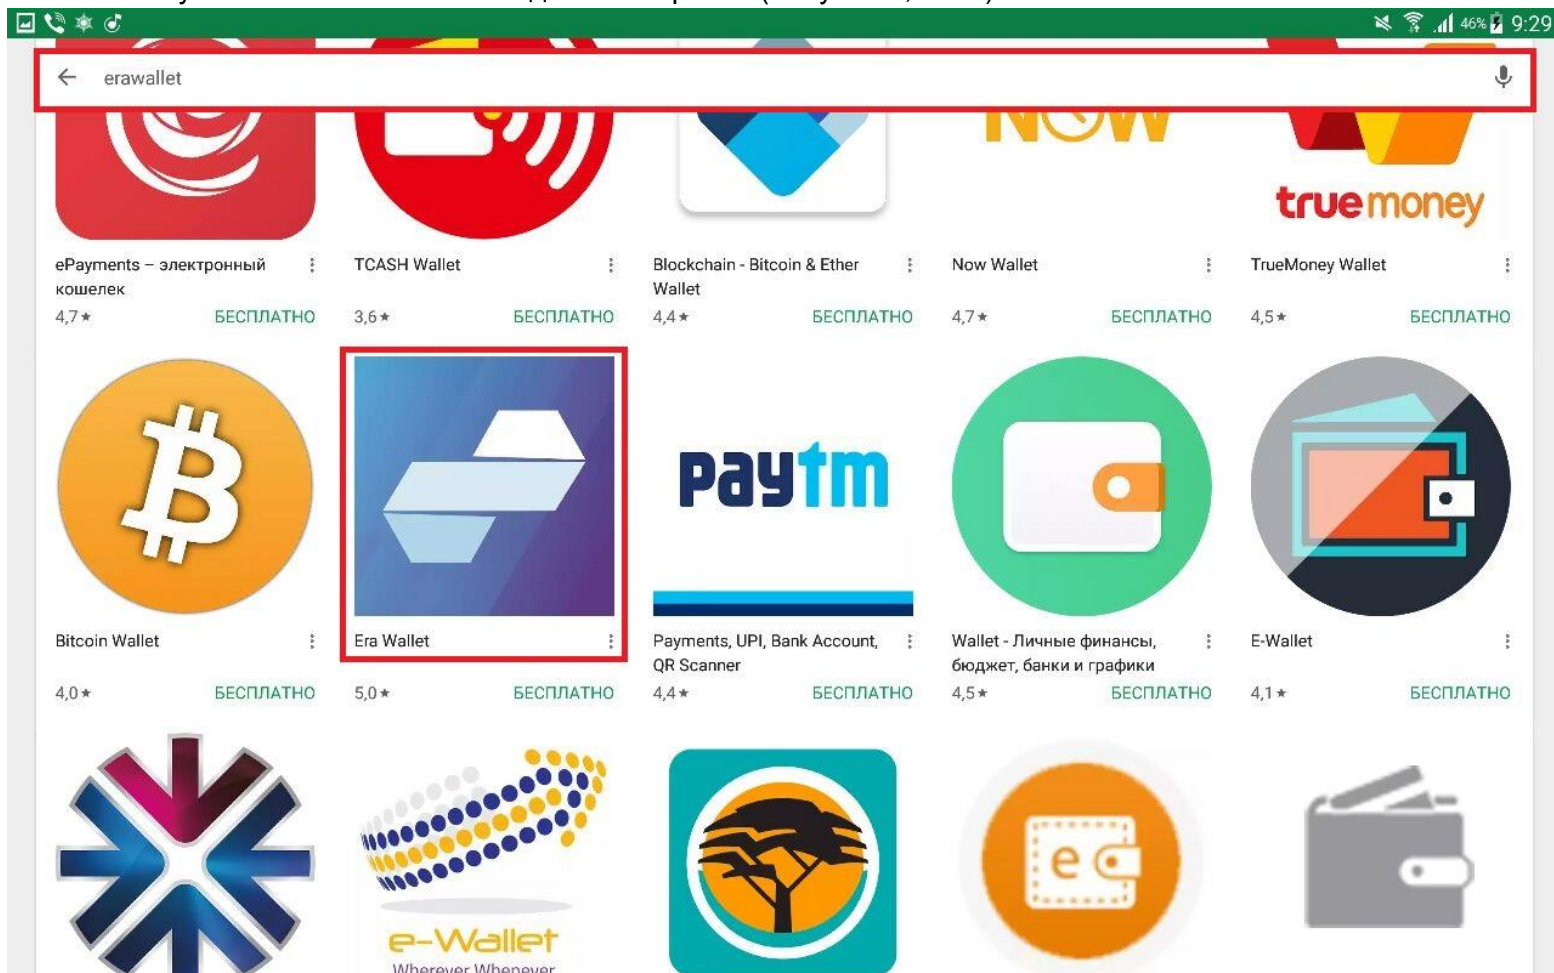 46% 9:29
erawallet
NOW
truemoney
ePayments – электронный
кошелек
4,7★ БЕСПЛАТНО
TCASH Wallet
3,6★ БЕСПЛАТНО
Blockchain - Bitcoin & Ether
Wallet
4,4★ БЕСПЛАТНО
Now Wallet
4,7★ БЕСПЛАТНО
TrueMoney Wallet
4,5★ БЕСПЛАТНО
paytm
Bitcoin Wallet
4,0★ БЕСПЛАТНО
Era Wallet
5,0★ БЕСПЛАТНО
Payments, UPI, Bank Account,
QR Scanner
4,4★ БЕСПЛАТНО
Wallet - Личные финансы,
бюджет, банки и графики
4,5★ БЕСПЛАТНО
E-Wallet
4,1★ БЕСПЛАТНО
e-Wallet
Wherever Whenever
e